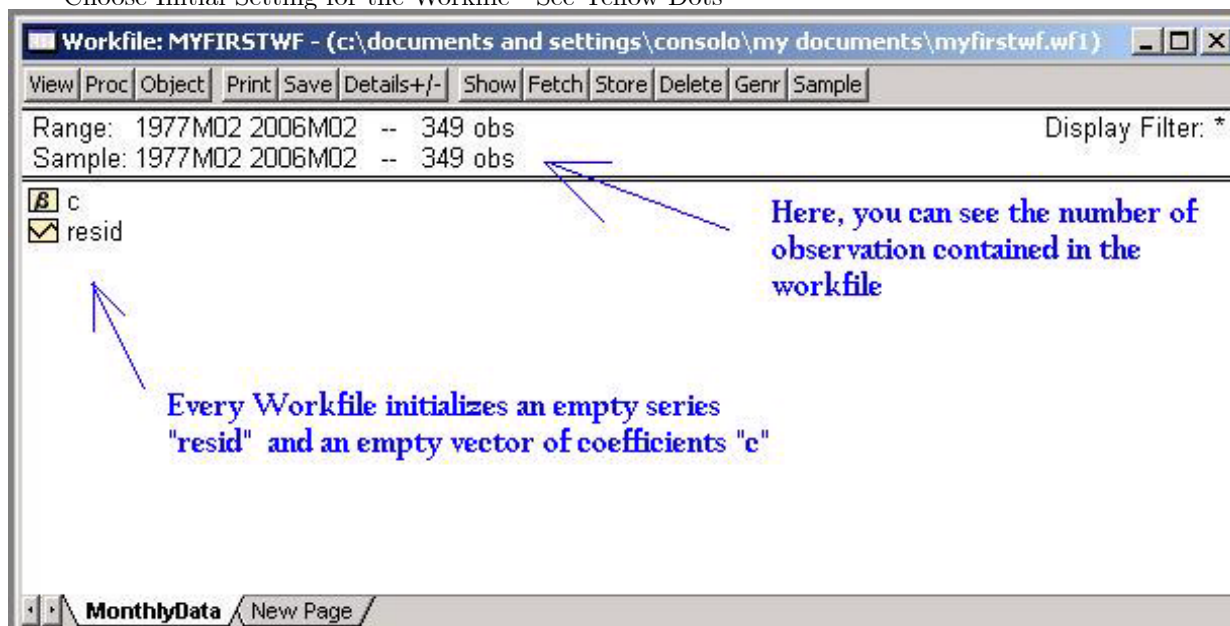 Choose Initial Setting for the Workfile - See Yellow Dots
Workfile: MYFIRSTWF - (c:\documents and settings\consolo\my documents\myfirstwf.wf1)
View Proc Object Print Save Details+/- Show Fetch Store Delete Genr Sample
Range: 1977M02 2006M02 -- 349 obs Display Filter: *
Sample: 1977M02 2006M02 -- 349 obs
c
resid
Here, you can see the number of
observation contained in the
workfile
Every Workfile initializes an empty series
"resid" and an empty vector of coefficients "c"
MonthlyData New Page